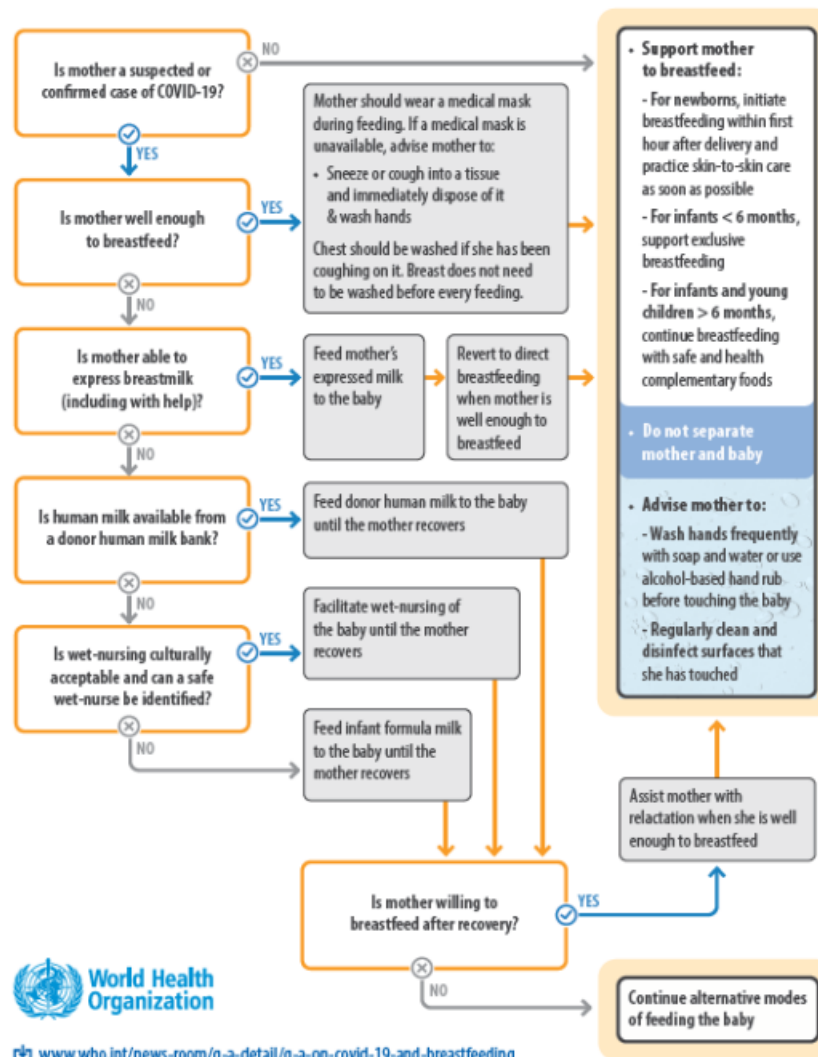 Is mother a suspected or
confirmed case of COVID-19?
NO
YES
Is mother well enough
to breastfeed?
YES
NO
Mother should wear a medical mask
during feeding. If a medical mask is
unavailable, advise mother to:
• Sneeze or cough into a tissue
and immediately dispose of it
& wash hands
Chest should be washed if she has been
coughing on it. Breast does not need
to be washed before every feeding.
Is mother able to
express breastmilk
(including with help)?
YES
NO
Feed mother's
expressed milk
to the baby
Revert to direct
breastfeeding
when mother is
well enough to
breastfeed
Is human milk available from
a donor human milk bank?
YES
NO
Feed donor human milk to the baby
until the mother recovers
Is wet-nursing culturally
acceptable and can a safe
wet-nurse be identified?
YES
NO
Facilitate wet-nursing of
the baby until the mother
recovers
Feed infant formula milk
to the baby until the
mother recovers
Is mother willing to
breastfeed after recovery?
YES
NO
Assist mother with
relactation when she is well
enough to breastfeed
• Support mother
to breastfeed:
- For newborns, initiate
breastfeeding within first
hour after delivery and
practice skin-to-skin care
as soon as possible
- For infants < 6 months,
support exclusive
breastfeeding
- For infants and young
children > 6 months,
continue breastfeeding
with safe and health
complementary foods
• Do not separate
mother and baby
• Advise mother to:
- Wash hands frequently
with soap and water or use
alcohol-based hand rub
before touching the baby
- Regularly clean and
disinfect surfaces that
she has touched
Continue alternative modes
of feeding the baby
World Health
Organization
www.who.int/news-room/q-a-detail/q-a-on-covid-19-and-breastfeeding